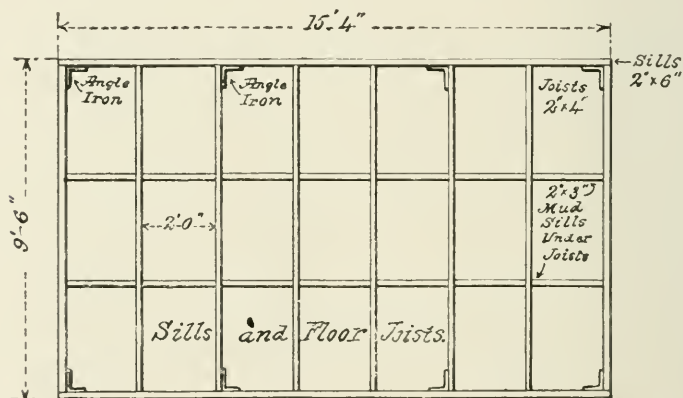 15'4"
Sills
2"x6"
Angle
Iron
Angle
Iron
Joists
2"x4"
9'-6"
2'-0"
2"x3"
Mud
Sills
Under
Joists
Sills and Floor Joists.